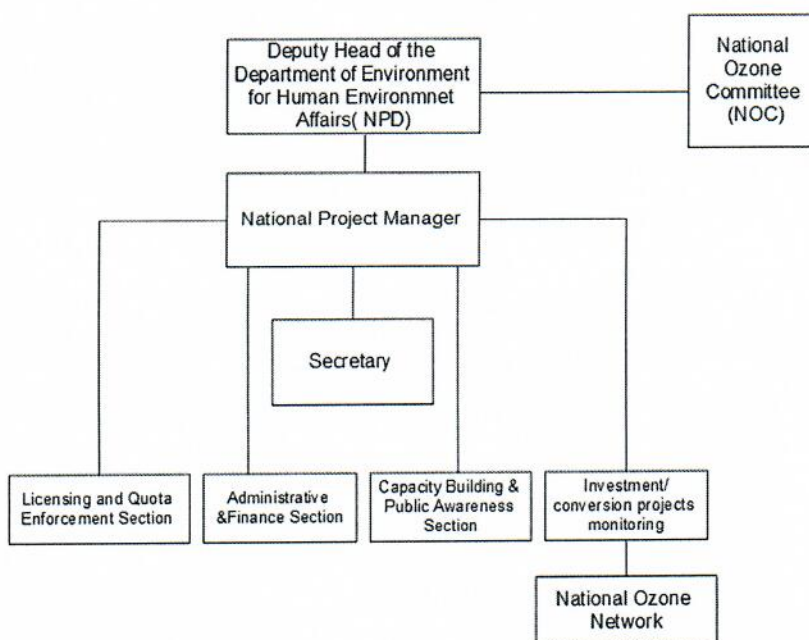 Deputy Head of the
Department of Environment
for Human Environmnet
Affairs( NPD)
National
Ozone
Committee
(NOC)
National Project Manager
Secretary
Licensing and Quota
Enforcement Section
Administrative
&Finance Section
Capacity Building &
Public Awareness
Section
Investment/
conversion projects
monitoring
National Ozone
Network